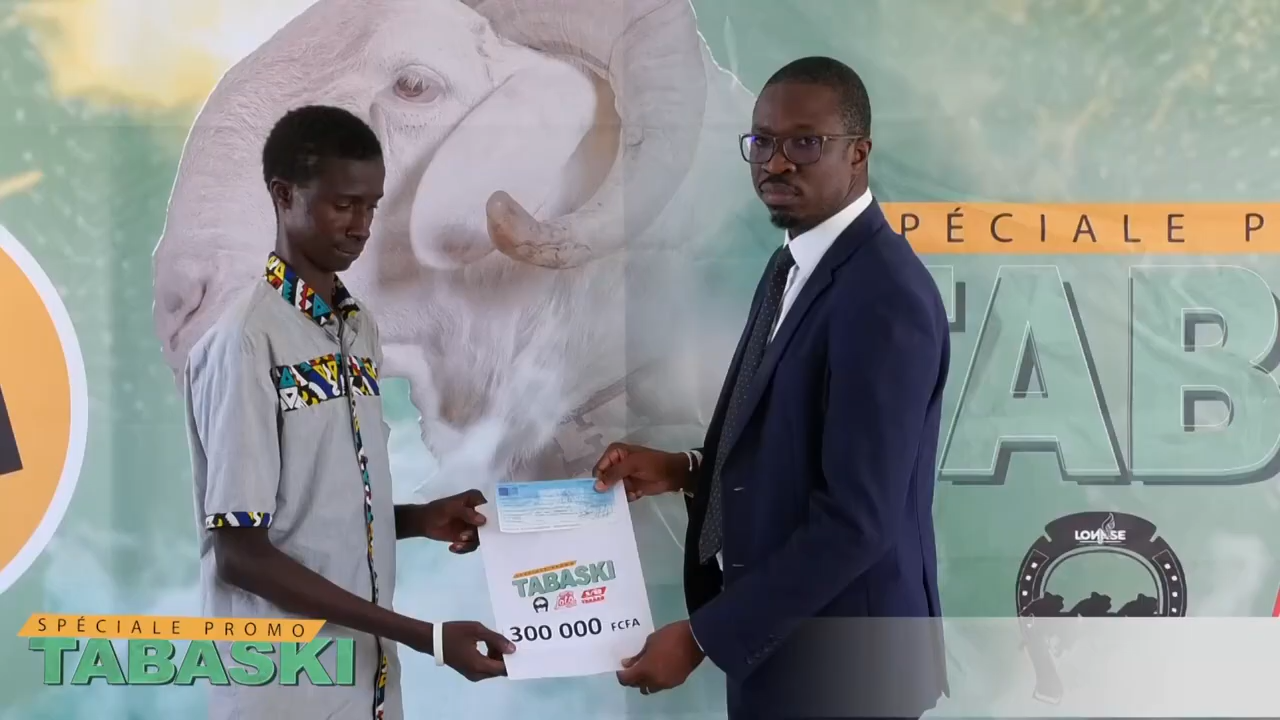 SPÉCIALE P
TAB
LONASE
TABASKI
300 000 FCFA
SPÉCIALE PROMO
TABASKI